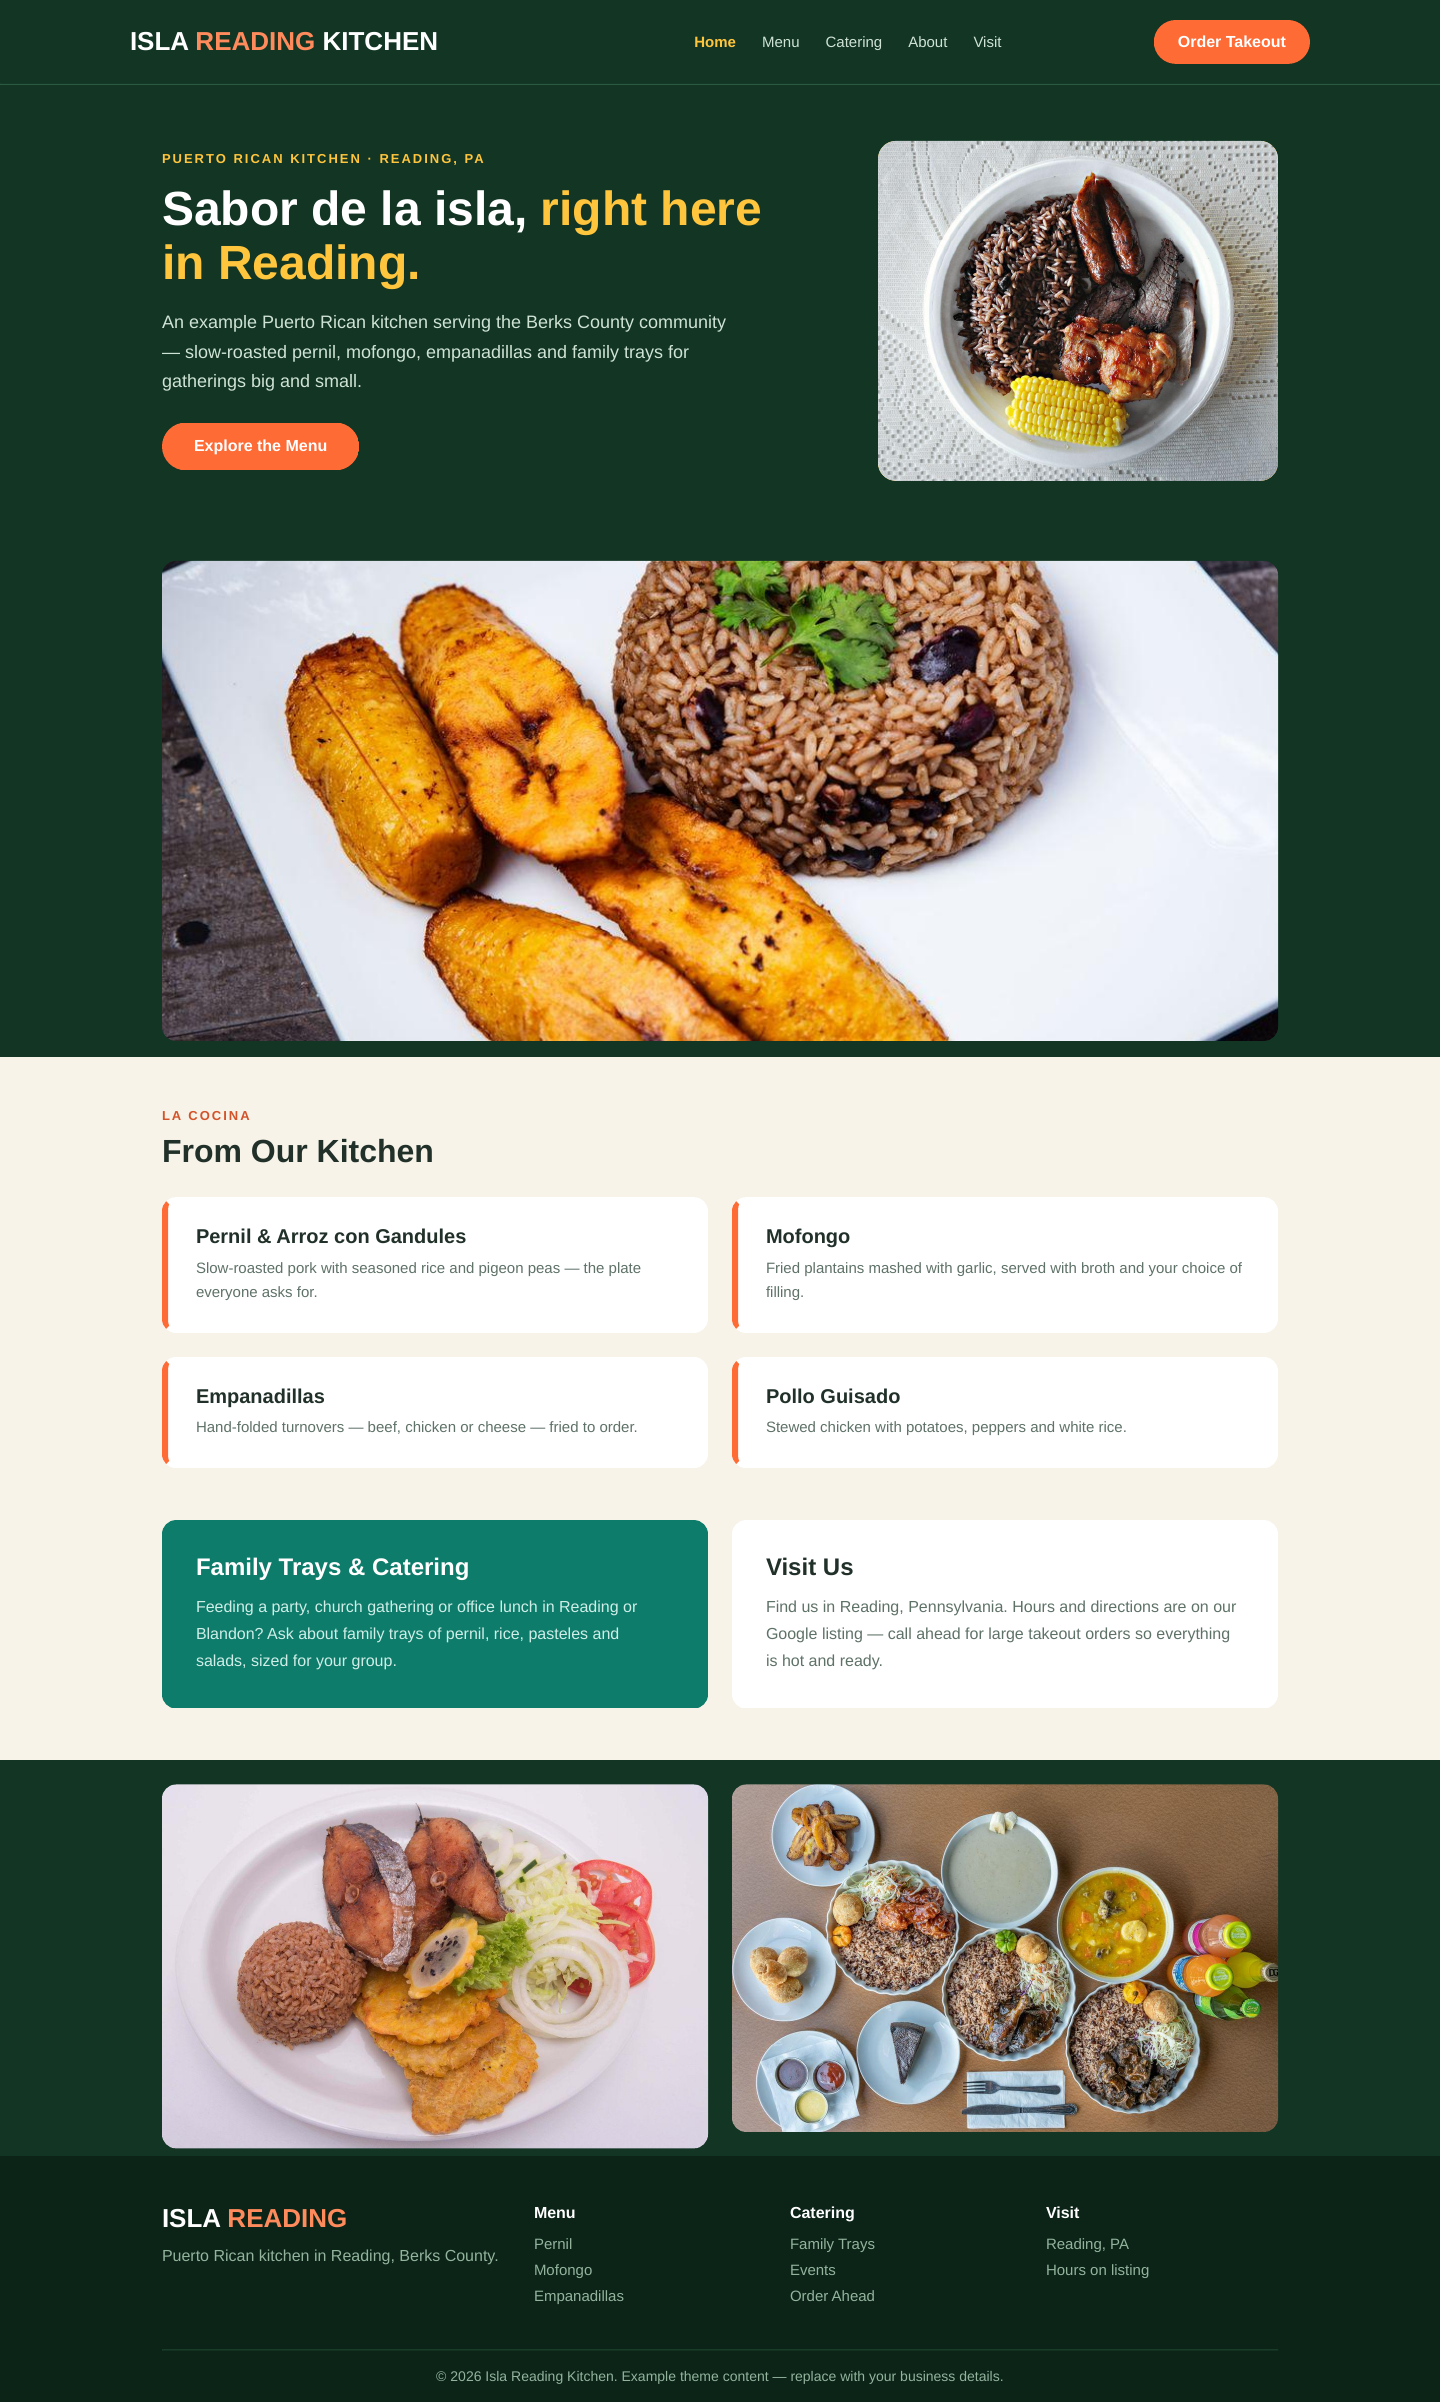 ISLA READING KITCHEN
Home Menu Catering About Visit
Order Takeout
PUERTO RICAN KITCHEN · READING, PA
Sabor de la isla, right here
in Reading.
An example Puerto Rican kitchen serving the Berks County community
— slow-roasted pernil, mofongo, empanadillas and family trays for
gatherings big and small.
Explore the Menu
LA COCINA
From Our Kitchen
Pernil & Arroz con Gandules
Slow-roasted pork with seasoned rice and pigeon peas — the plate
everyone asks for.
Mofongo
Fried plantains mashed with garlic, served with broth and your choice of
filling.
Empanadillas
Hand-folded turnovers — beef, chicken or cheese — fried to order.
Pollo Guisado
Stewed chicken with potatoes, peppers and white rice.
Family Trays & Catering
Feeding a party, church gathering or office lunch in Reading or
Blandon? Ask about family trays of pernil, rice, pasteles and
salads, sized for your group.
Visit Us
Find us in Reading, Pennsylvania. Hours and directions are on our
Google listing — call ahead for large takeout orders so everything
is hot and ready.
ISLA READING
Puerto Rican kitchen in Reading, Berks County.
Menu
Pernil
Mofongo
Empanadillas
Catering
Family Trays
Events
Order Ahead
Visit
Reading, PA
Hours on listing
© 2026 Isla Reading Kitchen. Example theme content — replace with your business details.